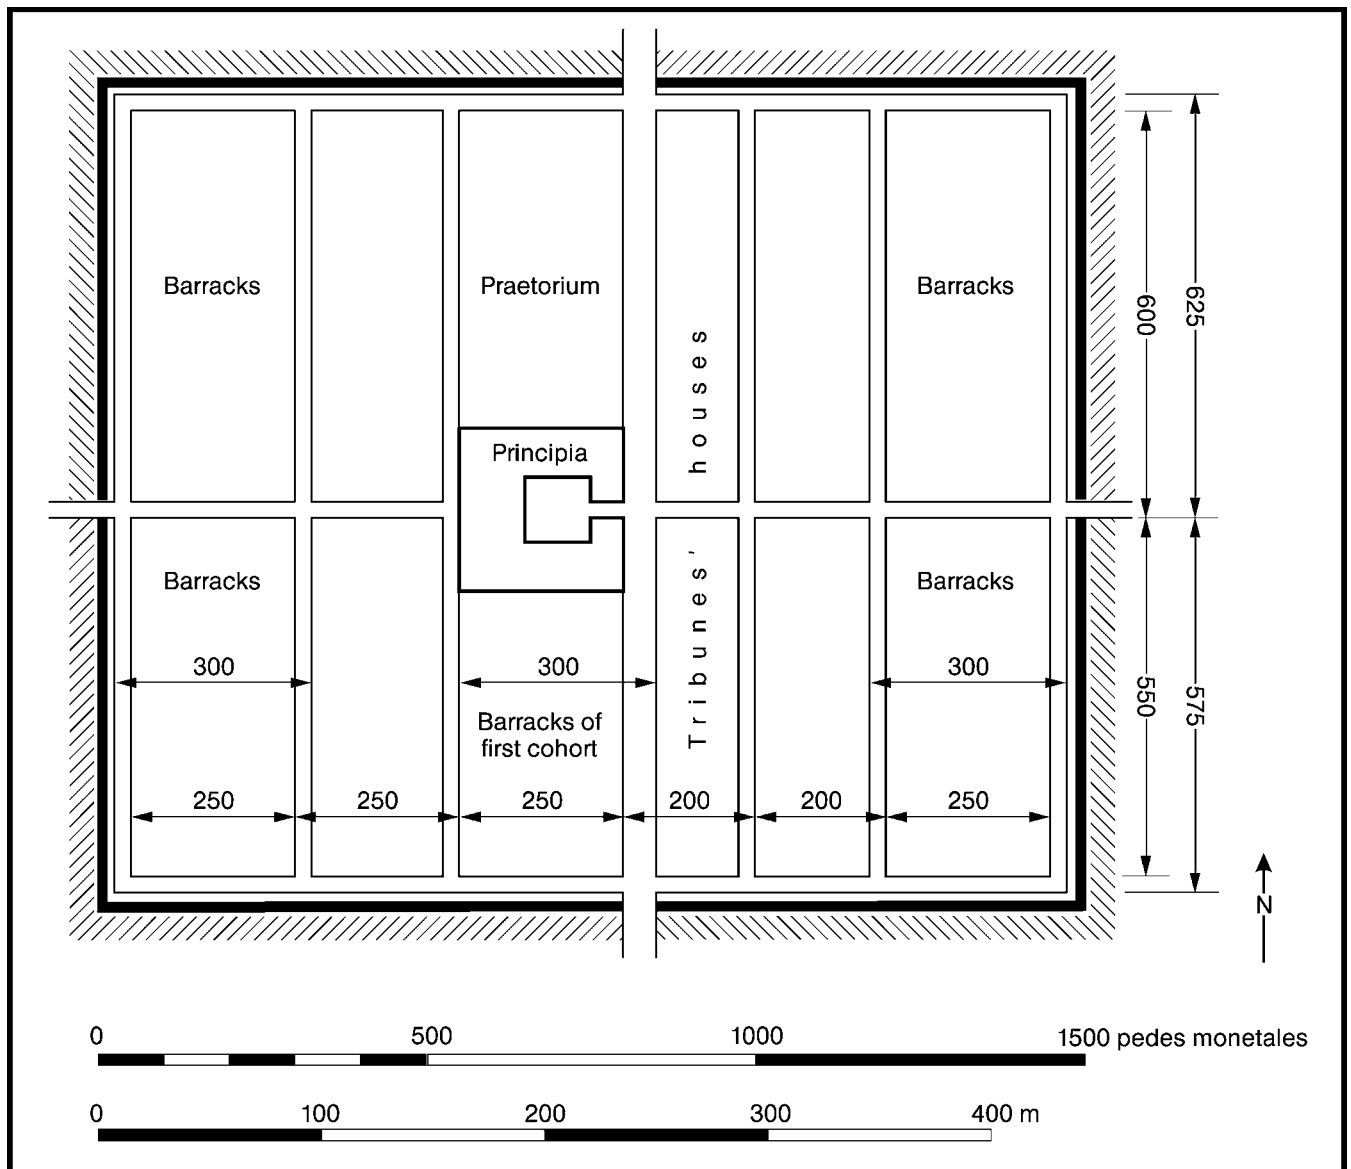 Barracks
Praetorium
Barracks
600
625
houses
Principia
Barracks
Barracks
Tribunes'
300
300
300
550
575
Barracks of
first cohort
250
250
250
200
200
250
N
0
500
1000
1500 pedes monetales
0
100
200
300
400 m